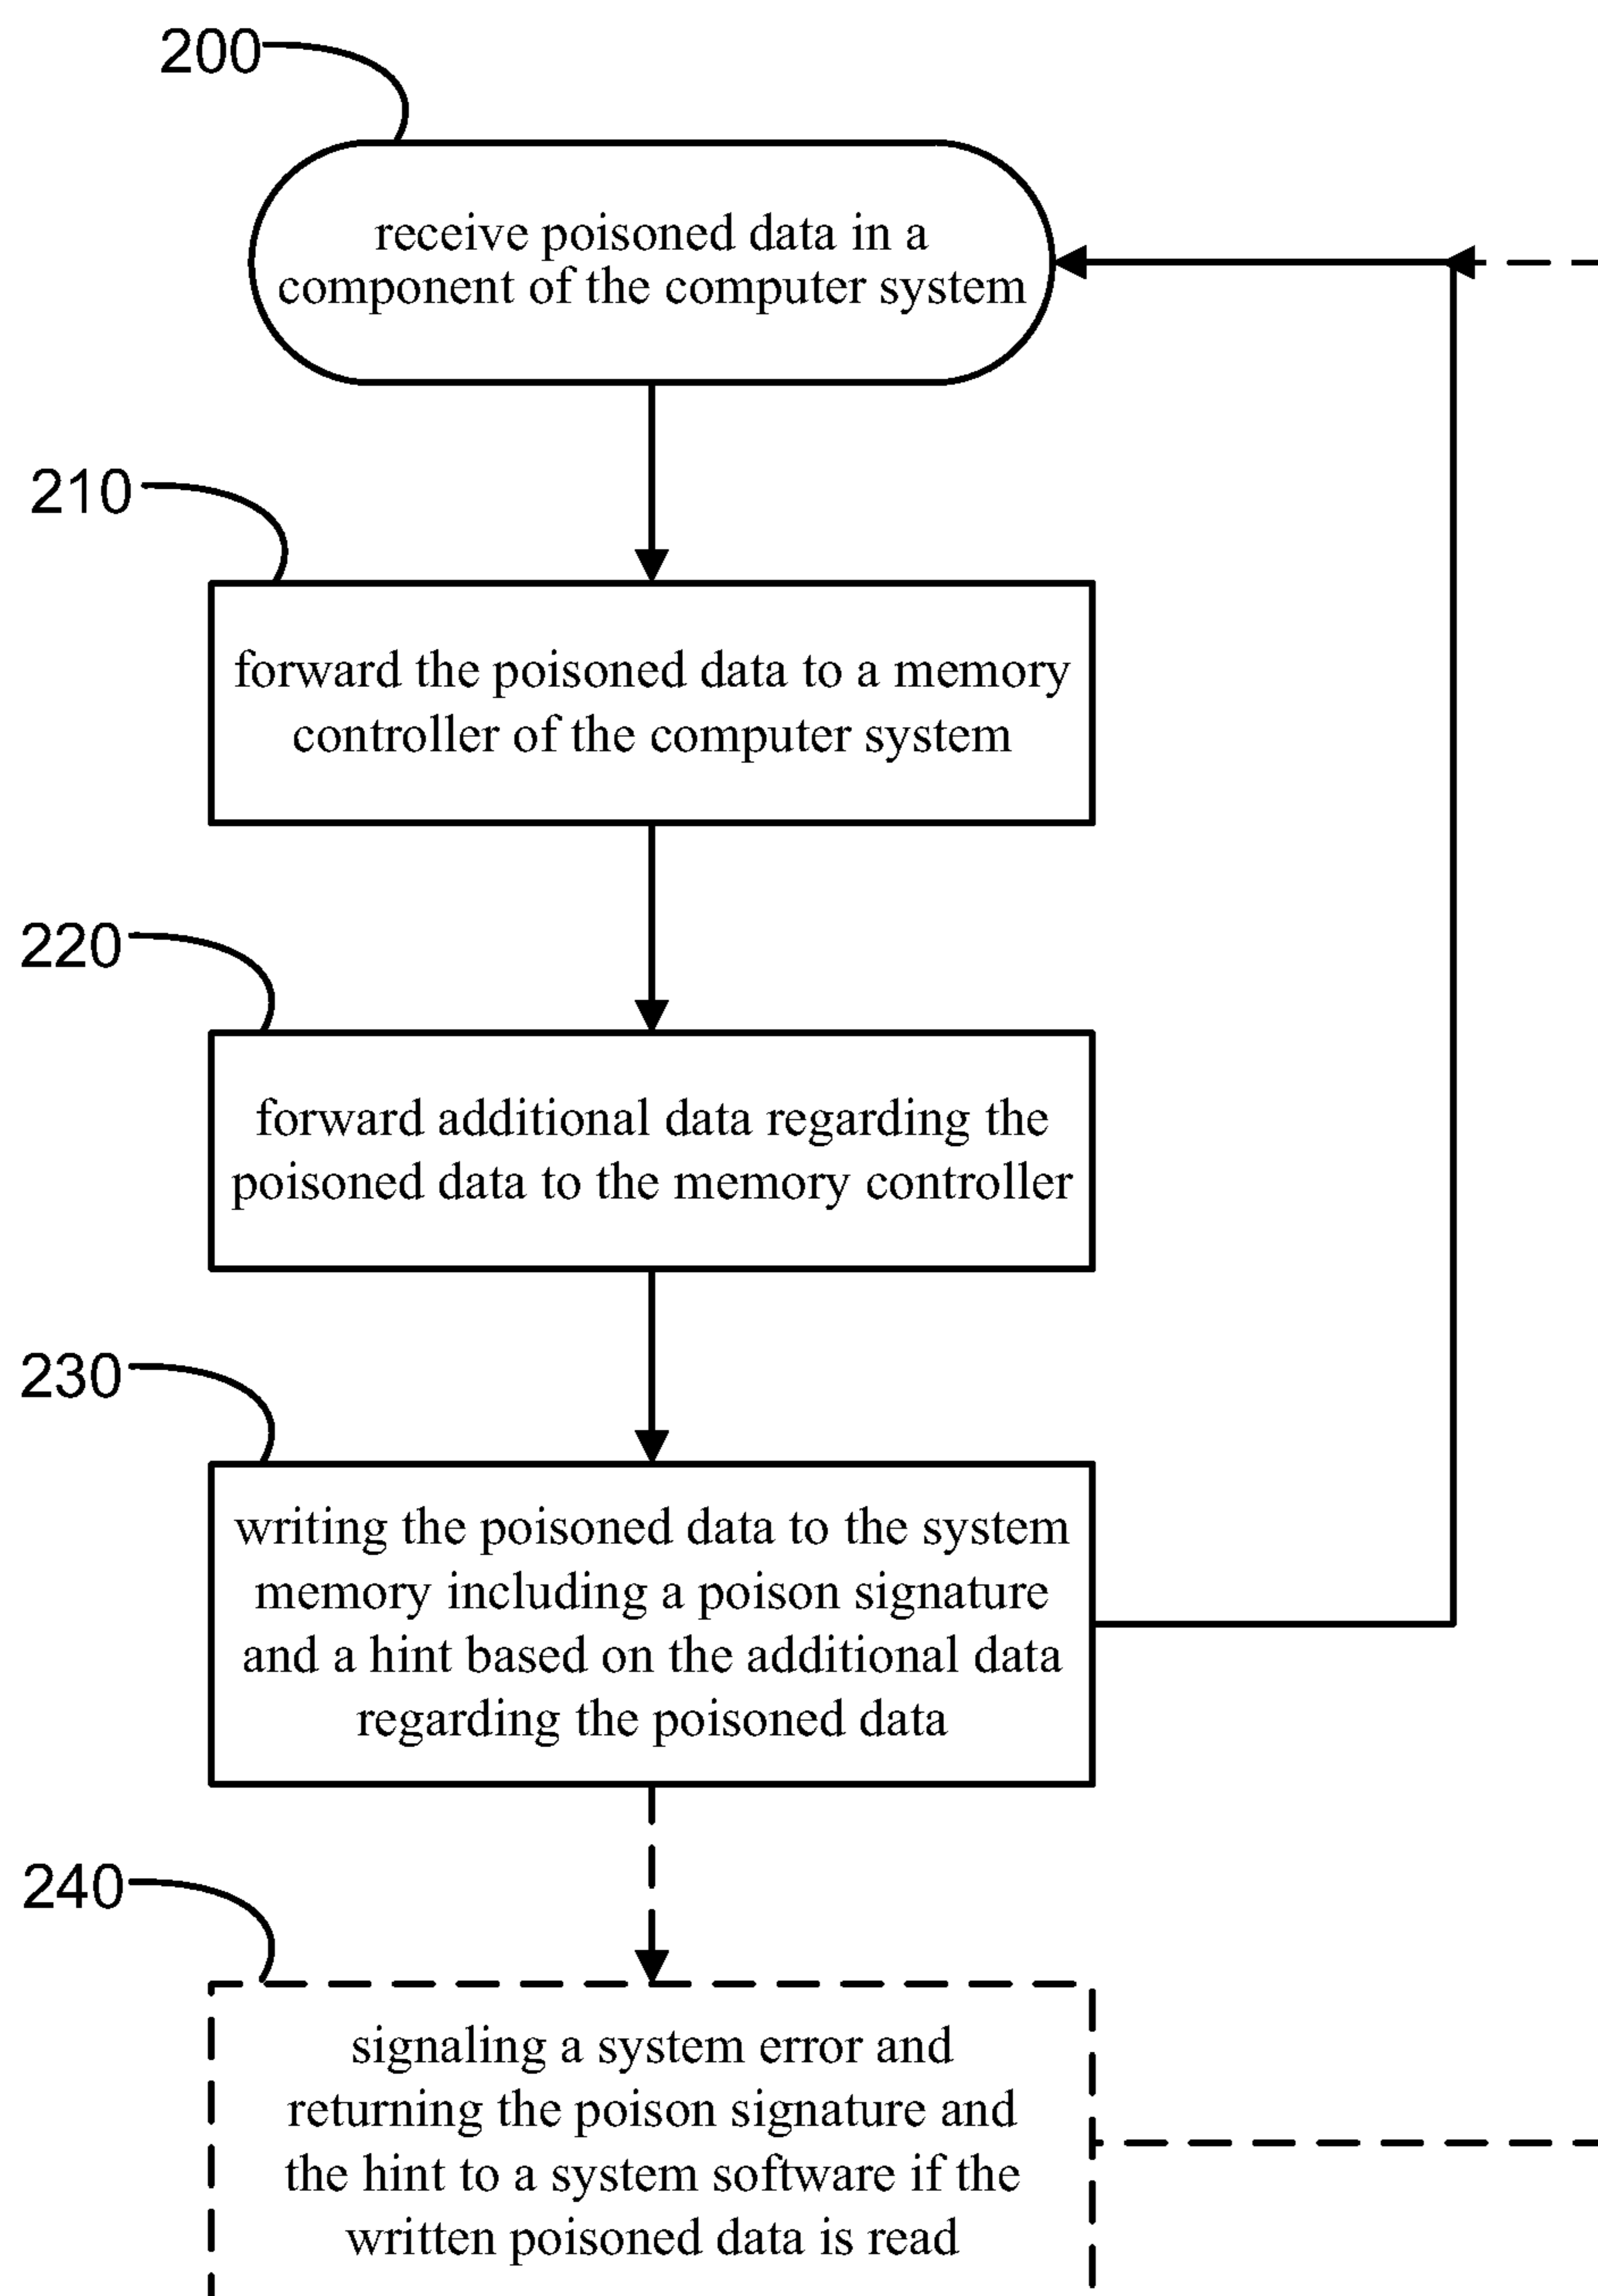 200
receive poisoned data in a
component of the computer system
210
forward the poisoned data to a memory
controller of the computer system
220
forward additional data regarding the
poisoned data to the memory controller
230
writing the poisoned data to the system
memory including a poison signature
and a hint based on the additional data
regarding the poisoned data
240
signaling a system error and
returning the poison signature and
the hint to a system software if the
written poisoned data is read